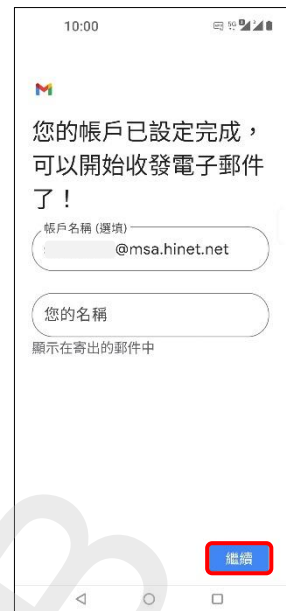 10:00
5G
您的帳戶已設定完成，
可以開始收發電子郵件
了！
帳戶名稱 (選填)
@msa.hinet.net
您的名稱
顯示在寄出的郵件中
繼續